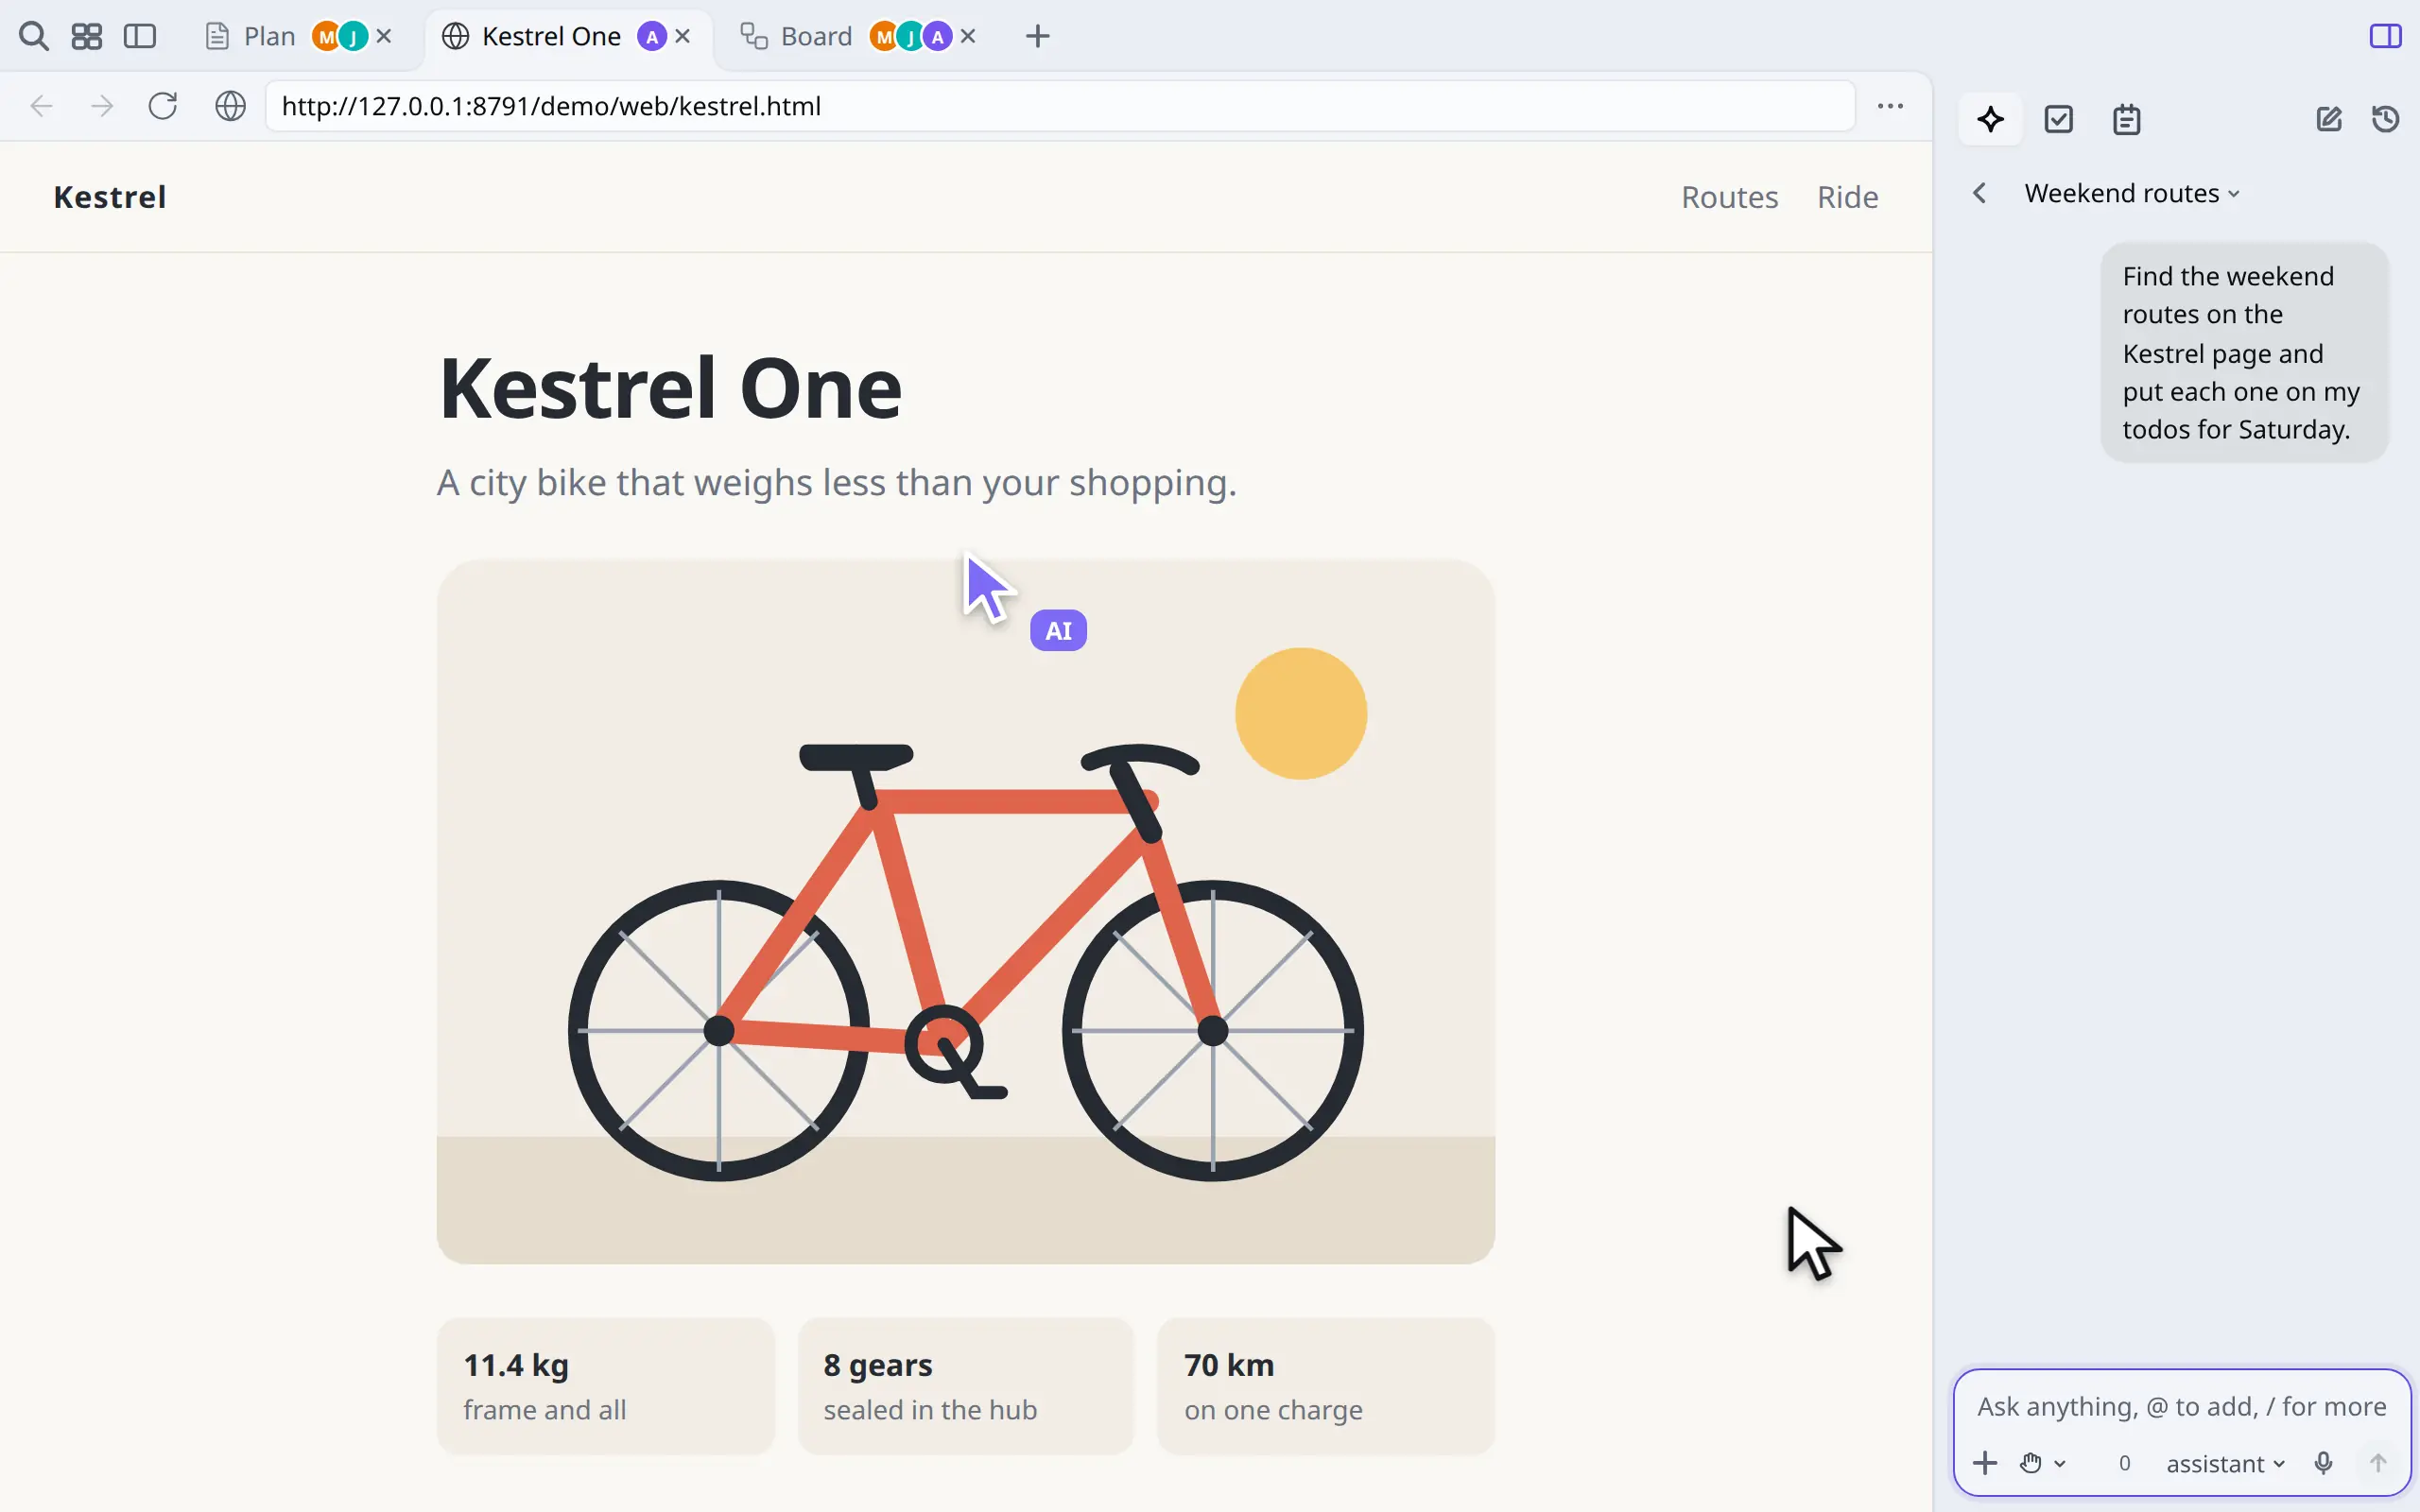 Plan M J
Kestrel One A
Board M J A
http://127.0.0.1:8791/demo/web/kestrel.html
Kestrel
Routes Ride
Kestrel One
A city bike that weighs less than your shopping.
AI
11.4 kg
frame and all
8 gears
sealed in the hub
70 km
on one charge
Weekend routes
Find the weekend
routes on the
Kestrel page and
put each one on my
todos for Saturday.
Ask anything, @ to add, / for more
0 assistant